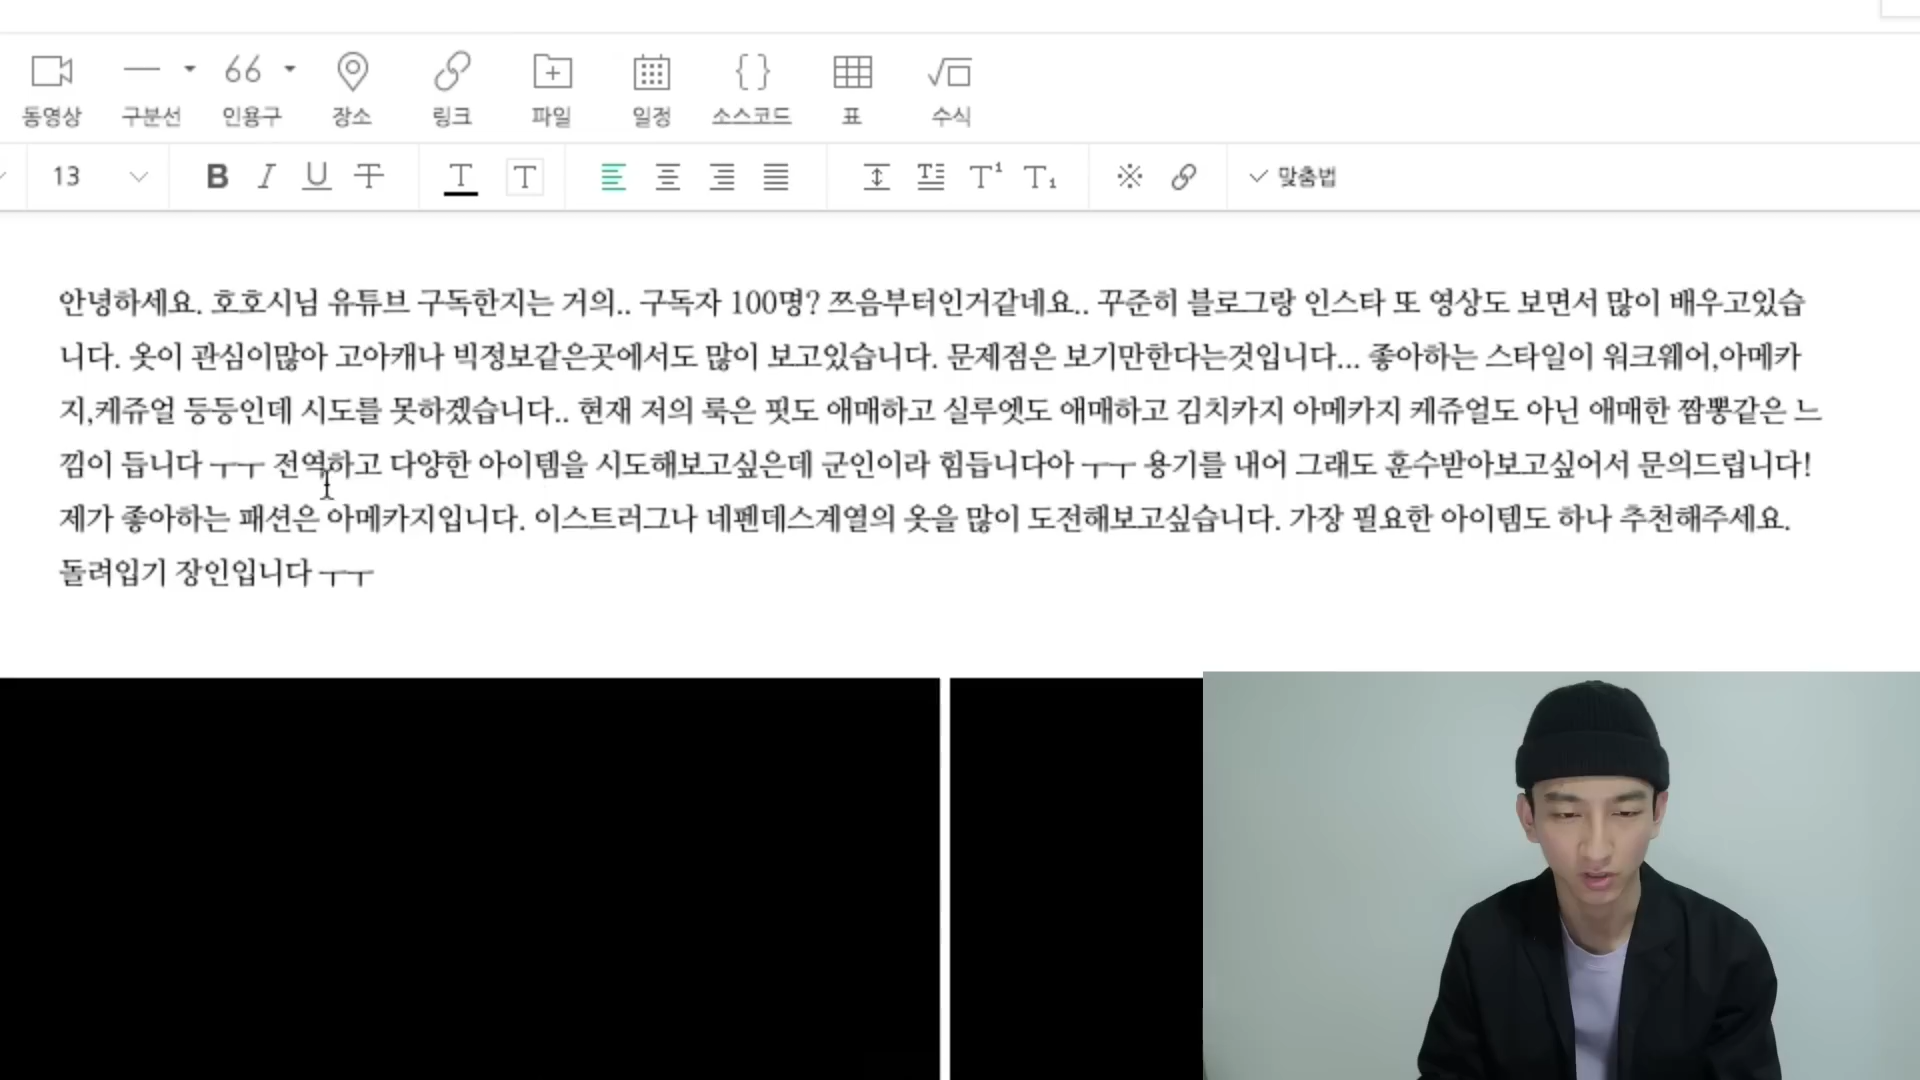 동영상 구분선 66 인용구 장소 링크 파일 일정 소스코드 표 수식
13 B I U T T T T¹ T₁ ※ 맞춤법
안녕하세요. 호호시님 유튜브 구독한지는 거의.. 구독자 100명? 쯔음부터인거같네요.. 꾸준히 블로그랑 인스타 또 영상도 보면서 많이 배우고있습
니다. 옷이 관심이많아 고아캐나 빅정보같은곳에서도 많이 보고있습니다. 문제점은 보기만한다는것입니다... 좋아하는 스타일이 워크웨어,아메카
지,케쥬얼 등등인데 시도를 못하겠습니다.. 현재 저의 룩은 핏도 애매하고 실루엣도 애매하고 김치카지 아메카지 케쥬얼도 아닌 애매한 짬뽕같은 느
낌이 듭니다 ㅜㅜ 전역하고 다양한 아이템을 시도해보고싶은데 군인이라 힘듭니다아 ㅜㅜ 용기를 내어 그래도 훈수받아보고싶어서 문의드립니다!
제가 좋아하는 패션은 아메카지입니다. 이스트러그나 네펜데스계열의 옷을 많이 도전해보고싶습니다. 가장 필요한 아이템도 하나 추천해주세요.
돌려입기 장인입니다 ㅜㅜ